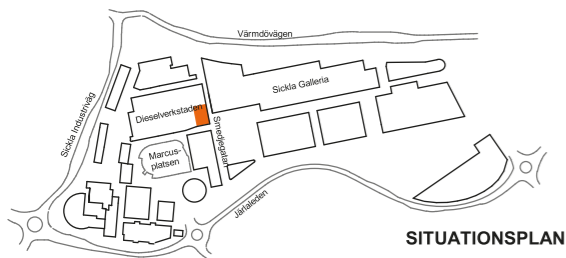 Värmdövägen
Sickla Galleria
Sickla Industriväg
Dieselverkstaden
Smedjegatan
Marcus-
platsen
Järlaleden
SITUATIONSPLAN